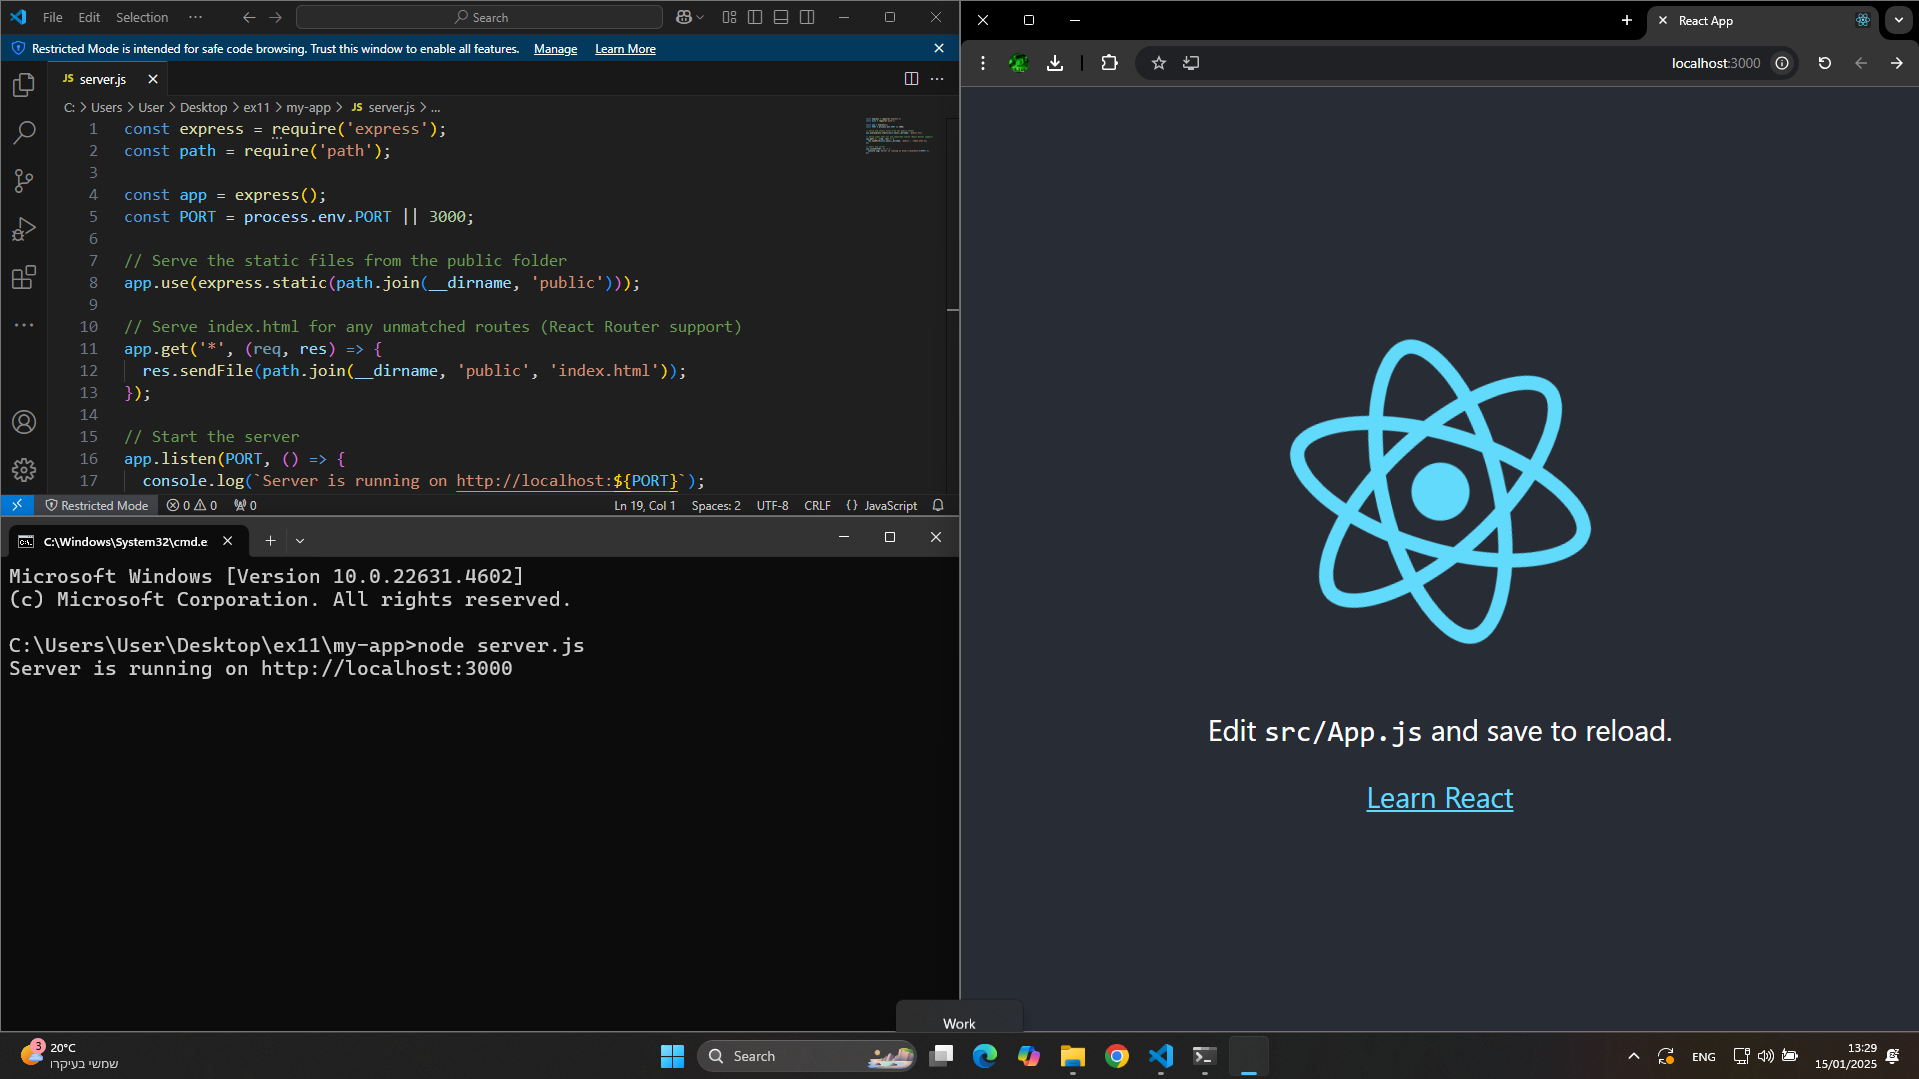 File Edit Selection ··· Search
Restricted Mode is intended for safe code browsing. Trust this window to enable all features. Manage Learn More
JS server.js
C: > Users > User > Desktop > ex11 > my-app > JS server.js > ...
1 const express = require('express');
2 const path = require('path');
3
4 const app = express();
5 const PORT = process.env.PORT || 3000;
6
7 // Serve the static files from the public folder
8 app.use(express.static(path.join(__dirname, 'public')));
9
10 // Serve index.html for any unmatched routes (React Router support)
11 app.get('*', (req, res) => {
12 res.sendFile(path.join(__dirname, 'public', 'index.html'));
13 });
14
15 // Start the server
16 app.listen(PORT, () => {
17 console.log(`Server is running on http://localhost:${PORT}`);
Restricted Mode 0 0 0 Ln 19, Col 1 Spaces: 2 UTF-8 CRLF {} JavaScript
C:\Windows\System32\cmd.e
Microsoft Windows [Version 10.0.22631.4602]
(c) Microsoft Corporation. All rights reserved.
C:\Users\User\Desktop\ex11\my-app>node server.js
Server is running on http://localhost:3000
React App
localhost:3000
Edit src/App.js and save to reload.
Learn React
Work
3 20°C
שמשי בעיקרו
Search
ENG
13:29
15/01/2025